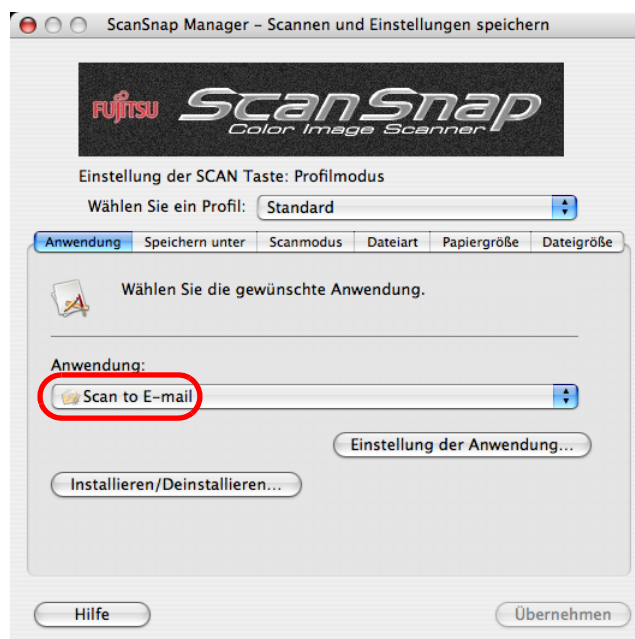 ScanSnap Manager – Scannen und Einstellungen speichern
FUJITSU ScanSnap
Color Image Scanner
Einstellung der SCAN Taste: Profilmodus
Wählen Sie ein Profil: Standard
Anwendung Speichern unter Scanmodus Dateiart Papiergröße Dateigröße
Wählen Sie die gewünschte Anwendung.
Anwendung:
Scan to E-mail
Einstellung der Anwendung...
Installieren/Deinstallieren...
Hilfe Übernehmen